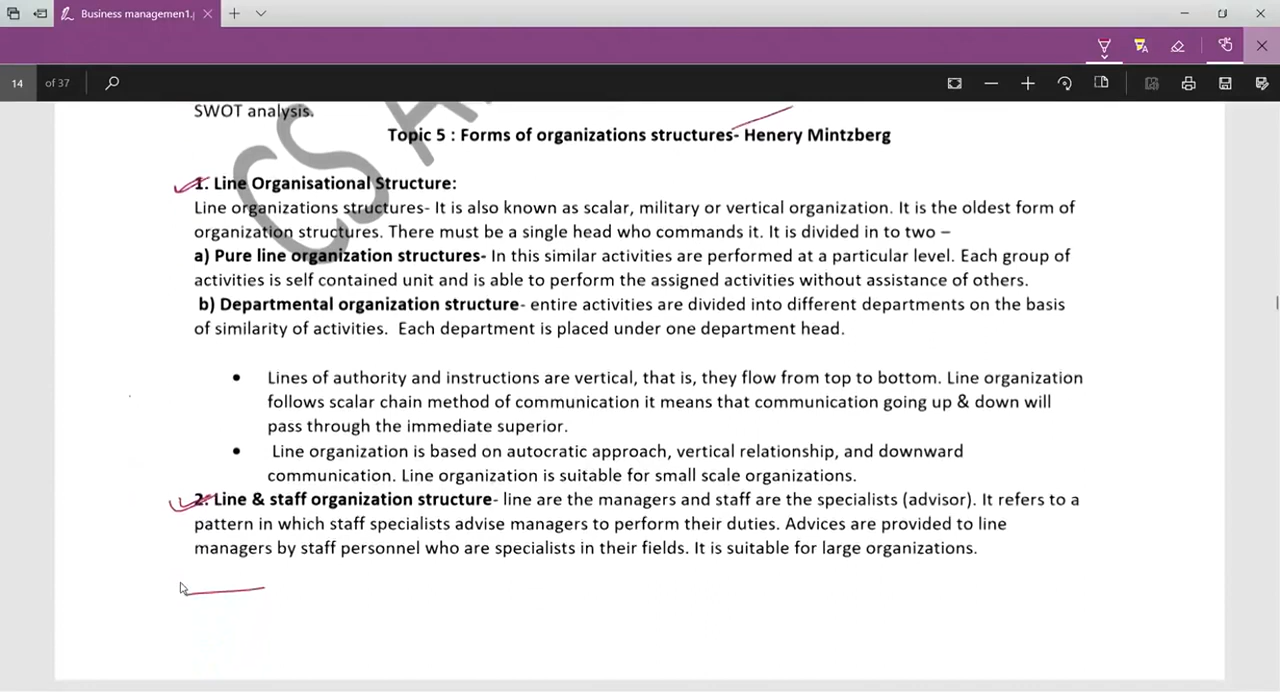 Business managemen1.p
14 of 37
SWOT analysis.
Topic 5 : Forms of organizations structures- Henery Mintzberg
1. Line Organisational Structure:
Line organizations structures- It is also known as scalar, military or vertical organization. It is the oldest form of
organization structures. There must be a single head who commands it. It is divided in to two –
a) Pure line organization structures- In this similar activities are performed at a particular level. Each group of
activities is self contained unit and is able to perform the assigned activities without assistance of others.
b) Departmental organization structure- entire activities are divided into different departments on the basis
of similarity of activities. Each department is placed under one department head.
• Lines of authority and instructions are vertical, that is, they flow from top to bottom. Line organization
follows scalar chain method of communication it means that communication going up & down will
pass through the immediate superior.
• Line organization is based on autocratic approach, vertical relationship, and downward
communication. Line organization is suitable for small scale organizations.
2. Line & staff organization structure- line are the managers and staff are the specialists (advisor). It refers to a
pattern in which staff specialists advise managers to perform their duties. Advices are provided to line
managers by staff personnel who are specialists in their fields. It is suitable for large organizations.